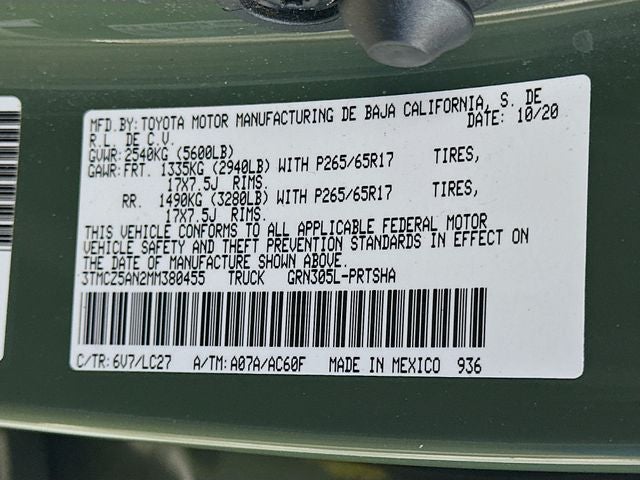 MFD.BY: TOYOTA MOTOR MANUFACTURING DE BAJA CALIFORNIA, S. DE
R.L. DE C.V. DATE: 10/20
GVWR: 2540KG (5600LB)
GAWR: FRT. 1335KG (2940LB) WITH P265/65R17 TIRES,
17X7.5J RIMS.
RR. 1490KG (3280LB) WITH P265/65R17 TIRES,
17X7.5J RIMS.
THIS VEHICLE CONFORMS TO ALL APPLICABLE FEDERAL MOTOR
VEHICLE SAFETY AND THEFT PREVENTION STANDARDS IN EFFECT ON
THE DATE OF MANUFACTURE SHOWN ABOVE.
3TMCZ5AN2MM380455 TRUCK GRN305L-PRTSHA
C/TR: 6V7/LC27 A/TM: A07A/AC60F MADE IN MEXICO 936